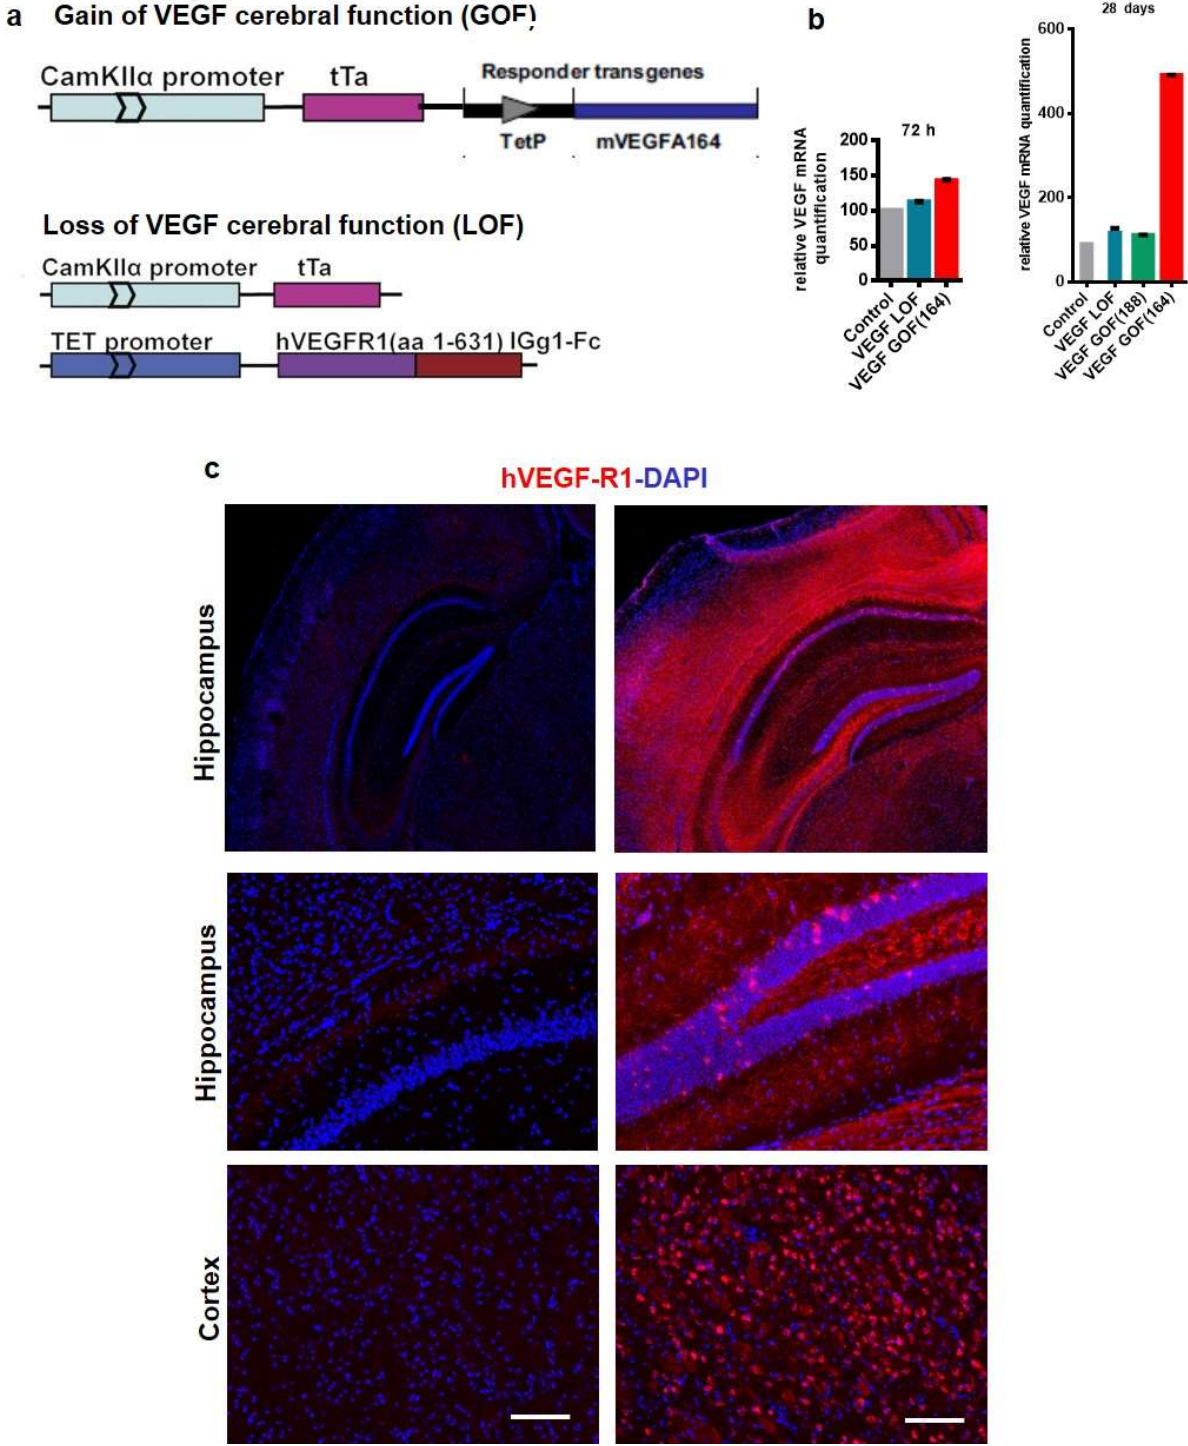 a Gain of VEGF cerebral function (GOF)
CamKIIα promoter tTa Responder transgenes
TetP mVEGFA164
Loss of VEGF cerebral function (LOF)
CamKIIα promoter tTa
TET promoter hVEGFR1(aa 1-631) IGg1-Fc
b
72 h
relative VEGF mRNA
quantification
200
150
100
50
0
Control
VEGF LOF
VEGF GOF(164)
28 days
relative VEGF mRNA quantification
600
400
200
0
Control
VEGF LOF
VEGF GOF(188)
VEGF GOF(164)
c
hVEGF-R1-DAPI
Hippocampus
Hippocampus
Cortex